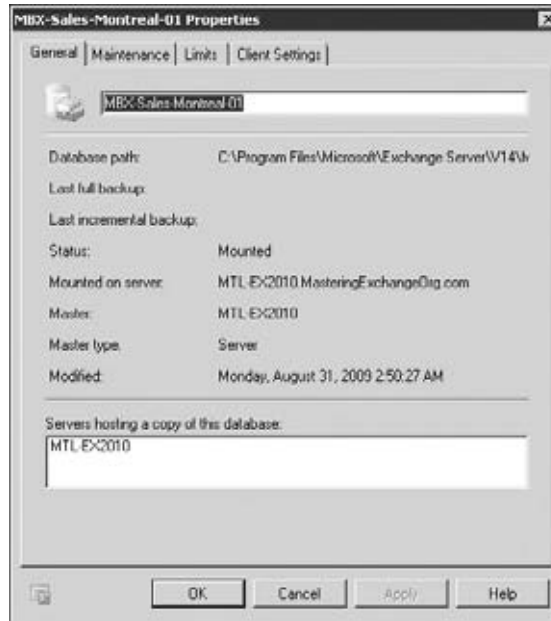 MBX-Sales-Montreal-01 Properties
General Maintenance Limits Client Settings
MBX-Sales-Montreal-01
Database path: C:\Program Files\Microsoft\Exchange Server\V14\M
Last full backup:
Last incremental backup:
Status: Mounted
Mounted on server: MTL-EX2010.MasteringExchangeOrg.com
Master: MTL-EX2010
Master type: Server
Modified: Monday, August 31, 2009 2:50:27 AM
Servers hosting a copy of this database:
MTL-EX2010
OK Cancel Apply Help